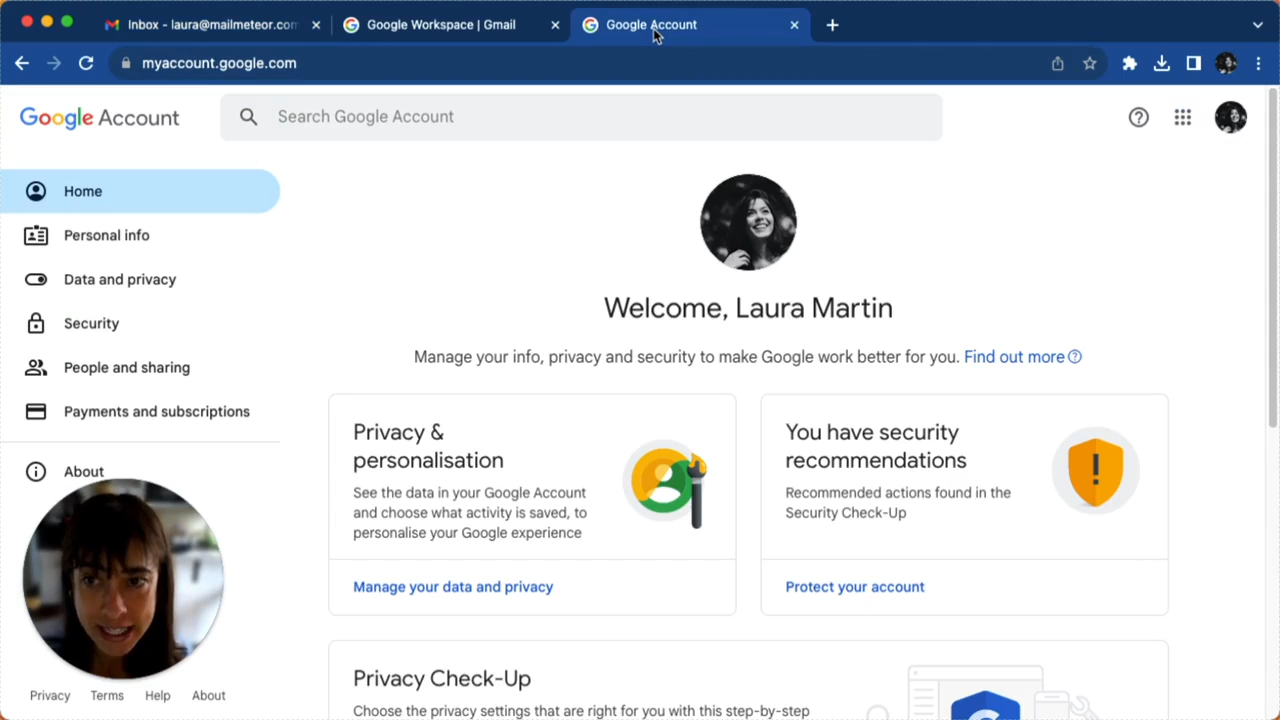 Inbox - laura@mailmeteor.com
Google Workspace | Gmail
Google Account
myaccount.google.com
Google Account
Search Google Account
Home
Personal info
Data and privacy
Security
People and sharing
Payments and subscriptions
About
Privacy
Terms
Help
About
Welcome, Laura Martin
Manage your info, privacy and security to make Google work better for you. Find out more
Privacy &
personalisation
See the data in your Google Account
and choose what activity is saved, to
personalise your Google experience
Manage your data and privacy
You have security
recommendations
Recommended actions found in the
Security Check-Up
Protect your account
Privacy Check-Up
Choose the privacy settings that are right for you with this step-by-step